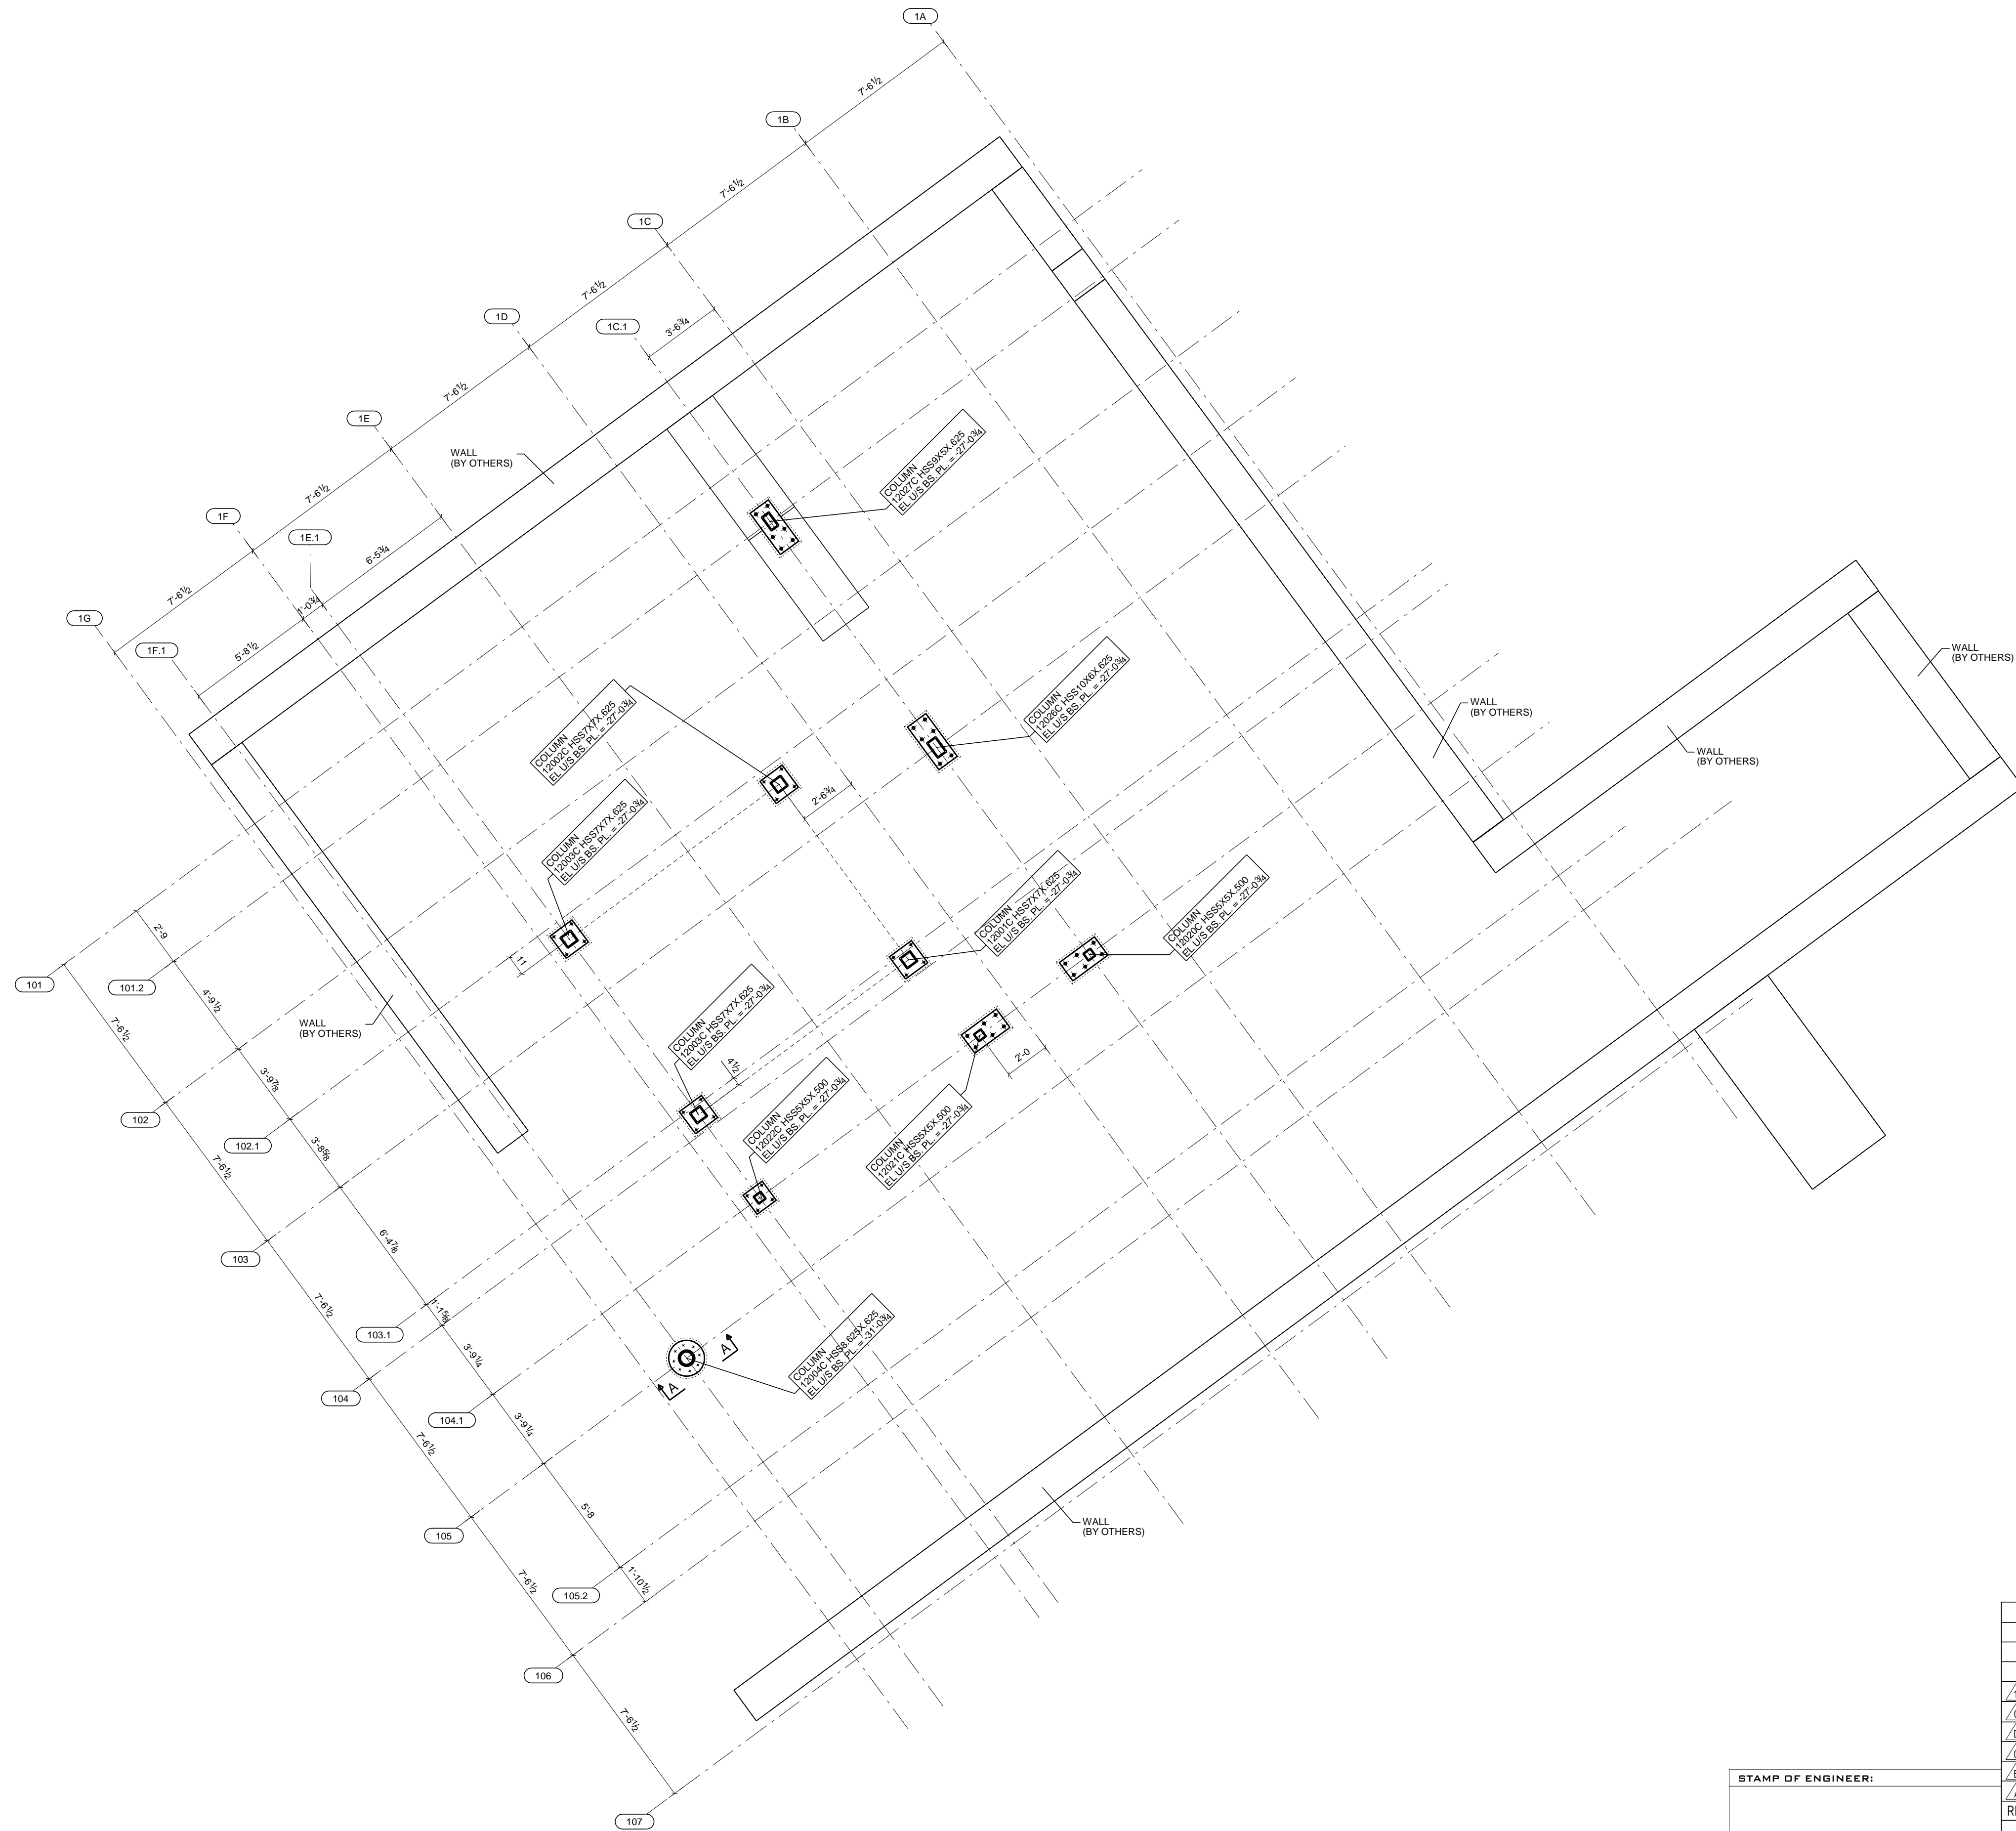 1A
7'-6½
1B
7'-6½
1C
7'-6½
1D
1C.1
3'-6¾
7'-6½
1E
7'-6½
1F
1E.1
6'-5¾
7'-6½
1'-0¾
1G
1F.1
5'-8½
WALL
(BY OTHERS)
COLUMN
12027C HSS9X5X.625
EL U/S BS. PL. = -27'-0¾
COLUMN
12026C HSS10X6X.625
EL U/S BS. PL. = -27'-0¾
COLUMN
12002C HSS7X7X.625
EL U/S BS. PL. = -27'-0¾
COLUMN
12003C HSS7X7X.625
EL U/S BS. PL. = -27'-0¾
2'-6¾
WALL
(BY OTHERS)
WALL
(BY OTHERS)
WALL
(BY OTHERS)
COLUMN
12001C HSS7X7X.625
EL U/S BS. PL. = -27'-0¾
COLUMN
12020C HSS5X5X.500
EL U/S BS. PL. = -27'-0¾
11
101
2'-9
101.2
7'-6½
4'-9½
WALL
(BY OTHERS)
COLUMN
12003C HSS7X7X.625
EL U/S BS. PL. = -27'-0¾
4½
2'-0
COLUMN
12022C HSS5X5X.500
EL U/S BS. PL. = -27'-0¾
COLUMN
12021C HSS5X5X.500
EL U/S BS. PL. = -27'-0¾
102
3'-9⅞
102.1
7'-6½
3'-8⅝
103
6'-4⅞
7'-6½
1'-1⅝
103.1
3'-9¼
104
104.1
3'-9¼
7'-6½
A
A
COLUMN
12004C HSS8.625X.625
EL U/S BS. PL. = -31'-0¾
105
5'-8
7'-6½
105.2
1'-10½
WALL
(BY OTHERS)
106
7'-6½
107
STAMP OF ENGINEER: